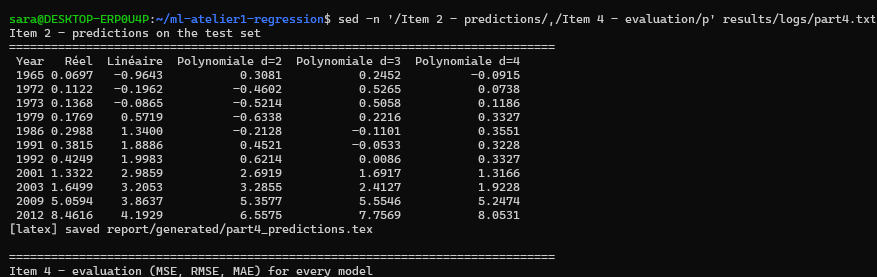 sara@DESKTOP-ERP0U4P:~/ml-atelier1-regression$ sed -n '/Item 2 - predictions/,/Item 4 - evaluation/p' results/logs/part4.txt
Item 2 - predictions on the test set
==========================================================================
Year Réel Linéaire Polynomiale d=2 Polynomiale d=3 Polynomiale d=4
1965 0.0697 -0.9643 0.3081 0.2452 -0.0915
1972 0.1122 -0.1962 -0.4602 0.5265 0.0738
1973 0.1368 -0.0865 -0.5214 0.5058 0.1186
1979 0.1769 0.5719 -0.6338 0.2216 0.3327
1986 0.2988 1.3400 -0.2128 -0.1101 0.3551
1991 0.3815 1.8886 0.4521 -0.0533 0.3228
1992 0.4249 1.9983 0.6214 0.0086 0.3327
2001 1.3322 2.9859 2.6919 1.6917 1.3166
2003 1.6499 3.2053 3.2855 2.4127 1.9228
2009 5.0594 3.8637 5.3577 5.5546 5.2474
2012 8.4616 4.1929 6.5575 7.7569 8.0531
[latex] saved report/generated/part4_predictions.tex
==========================================================================
Item 4 - evaluation (MSE, RMSE, MAE) for every model